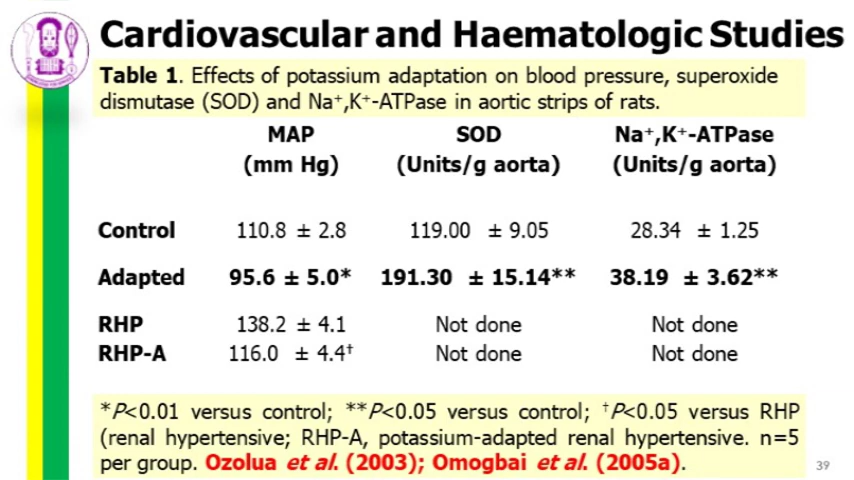 Cardiovascular and Haematologic Studies
Table 1. Effects of potassium adaptation on blood pressure, superoxide
dismutase (SOD) and Na⁺,K⁺-ATPase in aortic strips of rats.
MAP SOD Na⁺,K⁺-ATPase
(mm Hg) (Units/g aorta) (Units/g aorta)
Control 110.8 ± 2.8 119.00 ± 9.05 28.34 ± 1.25
Adapted 95.6 ± 5.0* 191.30 ± 15.14** 38.19 ± 3.62**
RHP 138.2 ± 4.1 Not done Not done
RHP-A 116.0 ± 4.4† Not done Not done
*P<0.01 versus control; **P<0.05 versus control; †P<0.05 versus RHP
(renal hypertensive; RHP-A, potassium-adapted renal hypertensive. n=5
per group. Ozolua et al. (2003); Omogbai et al. (2005a).
39